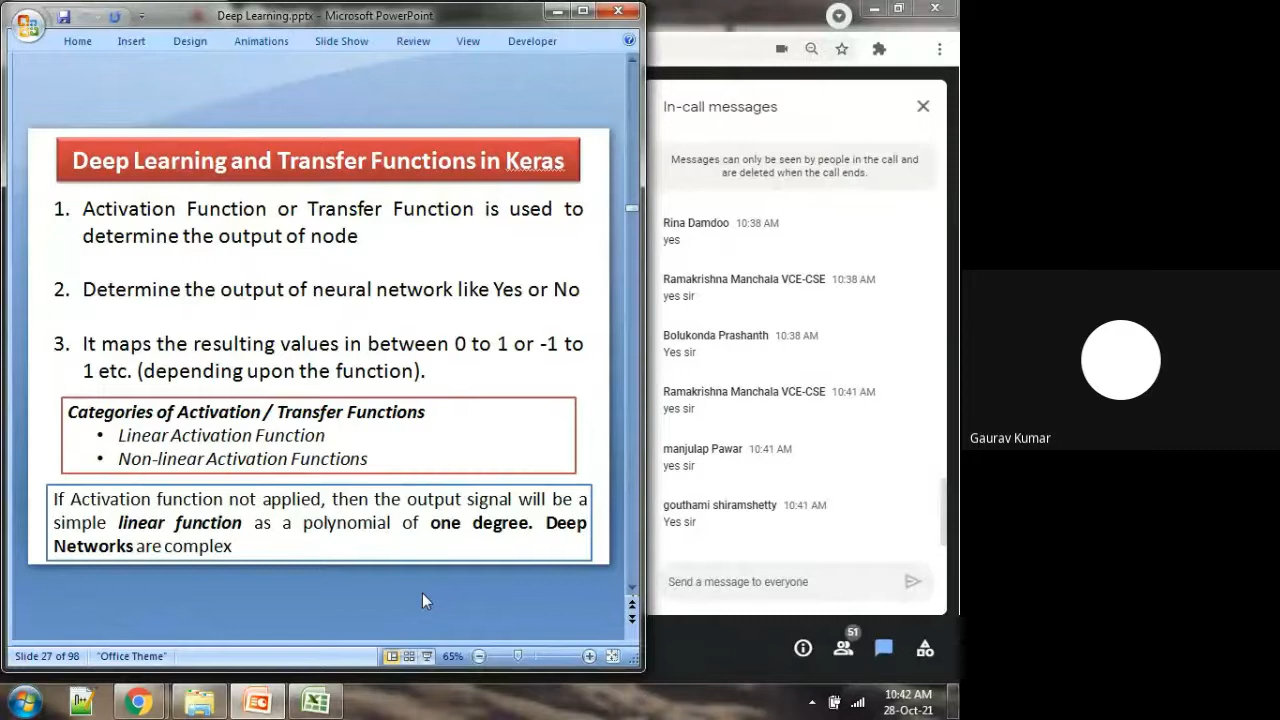 Deep Learning.pptx - Microsoft PowerPoint
Home Insert Design Animations Slide Show Review View Developer
Deep Learning and Transfer Functions in Keras
1. Activation Function or Transfer Function is used to
determine the output of node
2. Determine the output of neural network like Yes or No
3. It maps the resulting values in between 0 to 1 or -1 to
1 etc. (depending upon the function).
Categories of Activation / Transfer Functions
• Linear Activation Function
• Non-linear Activation Functions
If Activation function not applied, then the output signal will be a
simple linear function as a polynomial of one degree. Deep
Networks are complex
Slide 27 of 98 "Office Theme" 65%
In-call messages
Messages can only be seen by people in the call and
are deleted when the call ends.
Rina Damdoo 10:38 AM
yes
Ramakrishna Manchala VCE-CSE 10:38 AM
yes sir
Bolukonda Prashanth 10:38 AM
Yes sir
Ramakrishna Manchala VCE-CSE 10:41 AM
yes sir
manjulap Pawar 10:41 AM
yes sir
gouthami shiramshetty 10:41 AM
Yes sir
Send a message to everyone
51
10:42 AM
28-Oct-21
Gaurav Kumar